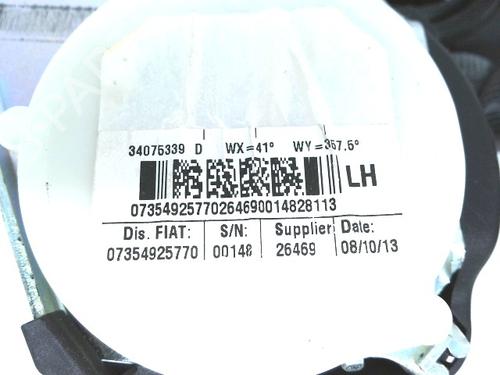 34075339 D WX=41° WY=357.5°
LH
07354925770264690014828113
Dis. FIAT: S/N: Supplier Date:
07354925770 00148 26469 08/10/13